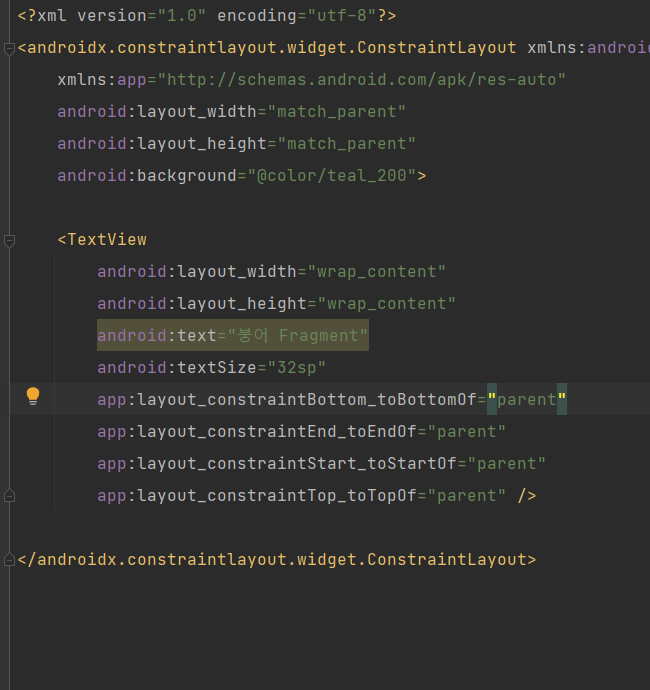 <?xml version="1.0" encoding="utf-8"?>
<androidx.constraintlayout.widget.ConstraintLayout xmlns:androi
xmlns:app="http://schemas.android.com/apk/res-auto"
android:layout_width="match_parent"
android:layout_height="match_parent"
android:background="@color/teal_200">
<TextView
android:layout_width="wrap_content"
android:layout_height="wrap_content"
android:text="붕어 Fragment"
android:textSize="32sp"
app:layout_constraintBottom_toBottomOf="parent"
app:layout_constraintEnd_toEndOf="parent"
app:layout_constraintStart_toStartOf="parent"
app:layout_constraintTop_toTopOf="parent" />
</androidx.constraintlayout.widget.ConstraintLayout>